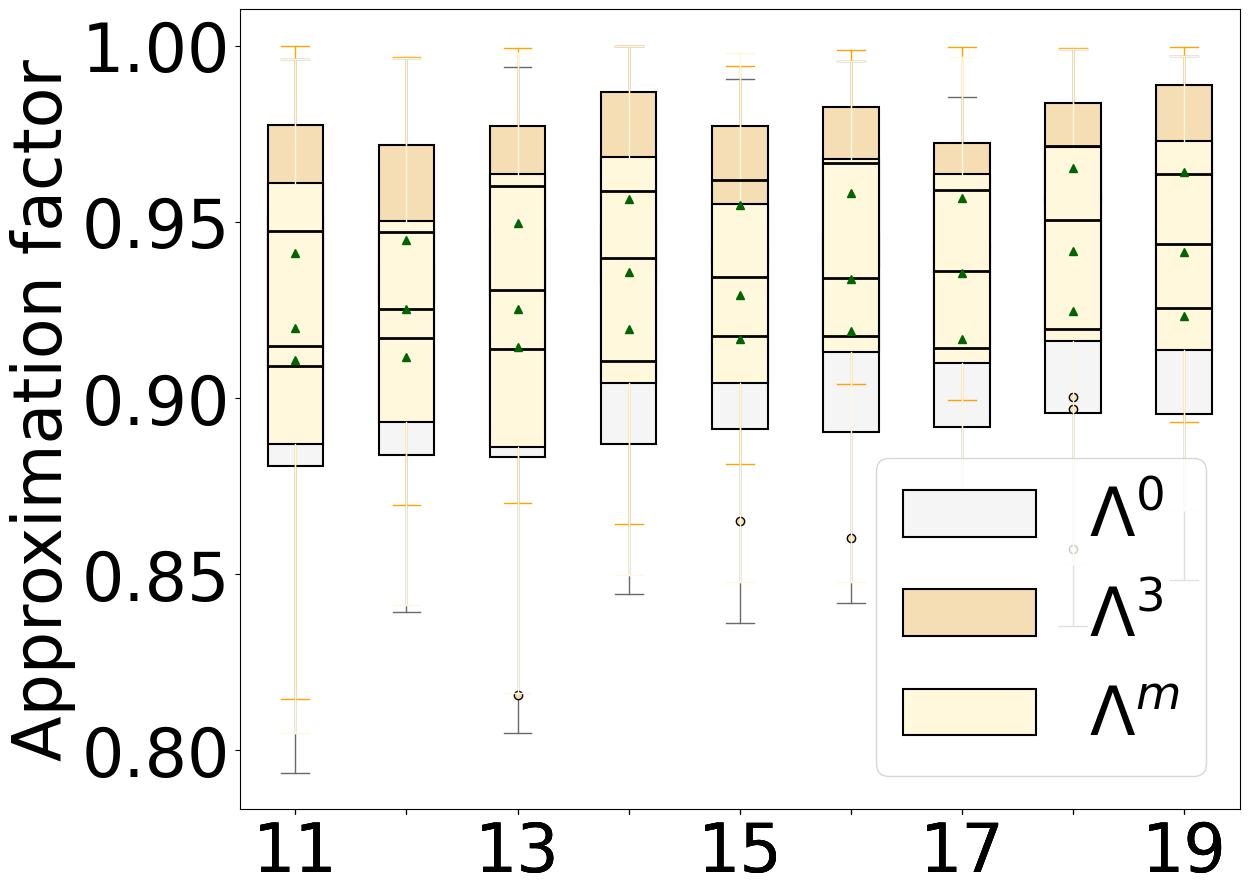 Approximation factor
1.00
0.95
0.90
0.85
0.80
11 13 15 17 19
Λ⁰
Λ³
Λᵐ